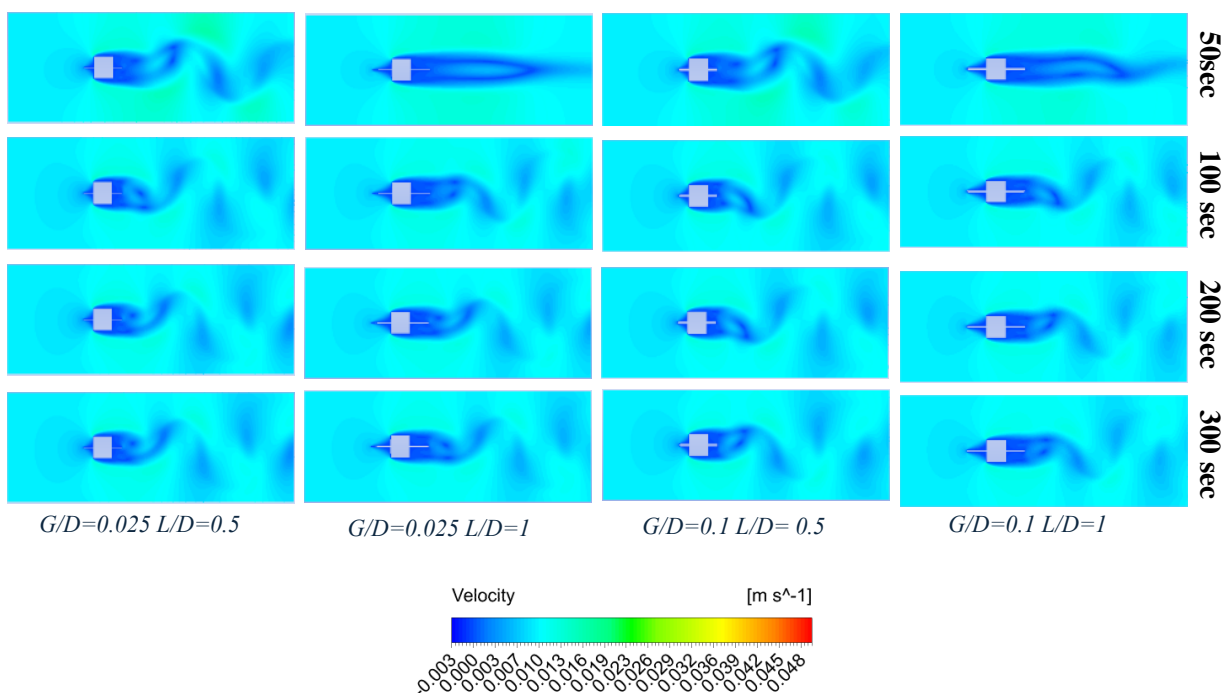 50sec
100 sec
200 sec
300 sec
G/D=0.025 L/D=0.5
G/D=0.025 L/D=1
G/D=0.1 L/D= 0.5
G/D=0.1 L/D=1
Velocity
[m s^-1]
-0.003
0.000
0.003
0.007
0.010
0.013
0.016
0.019
0.023
0.026
0.029
0.032
0.036
0.039
0.042
0.045
0.048